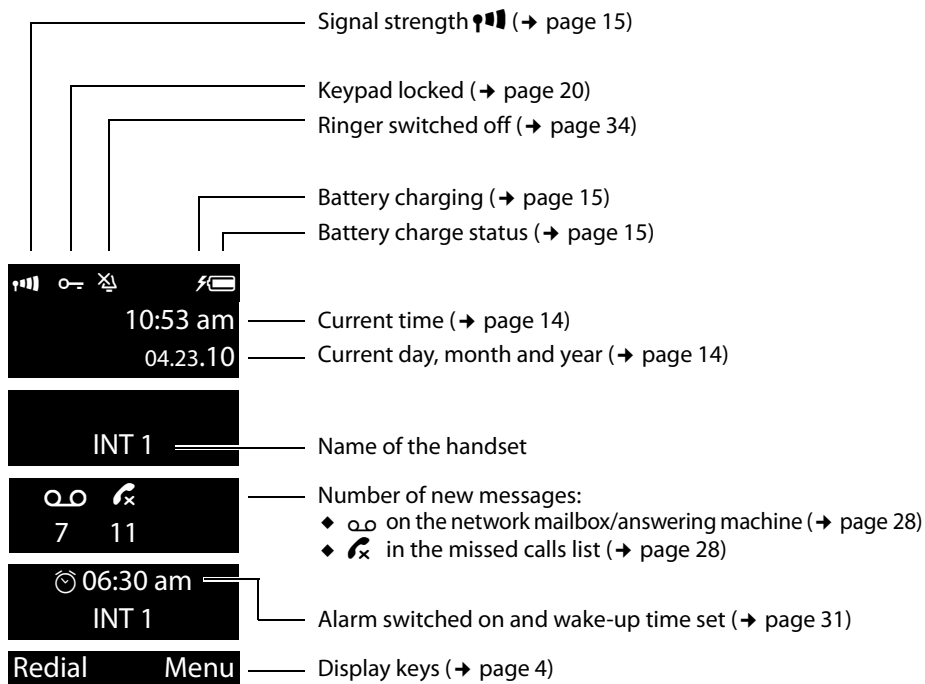 Signal strength (➔ page 15)
Keypad locked (➔ page 20)
Ringer switched off (➔ page 34)
Battery charging (➔ page 15)
Battery charge status (➔ page 15)
10:53 am
Current time (➔ page 14)
04.23.10
Current day, month and year (➔ page 14)
INT 1
Name of the handset
Number of new messages:
7 11
◆ on the network mailbox/answering machine (➔ page 28)
◆ in the missed calls list (➔ page 28)
06:30 am
INT 1
Alarm switched on and wake-up time set (➔ page 31)
Redial Menu
Display keys (➔ page 4)